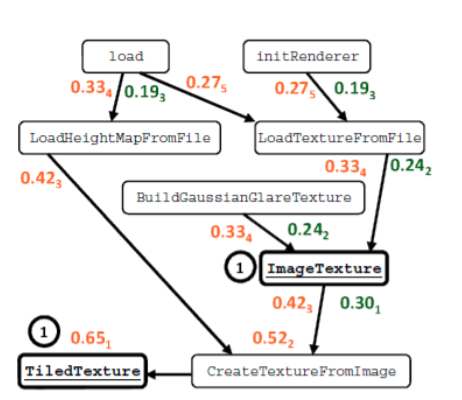 load
initRenderer
0.33₄ 0.19₃ 0.27₅ 0.27₅ 0.19₃
LoadHeightMapFromFile
LoadTextureFromFile
0.42₃
0.33₄ 0.24₂
BuildGaussianGlareTexture
0.33₄ 0.24₂
1
ImageTexture
0.42₃ 0.30₁
1
0.65₁
0.52₂
TiledTexture
CreateTextureFromImage